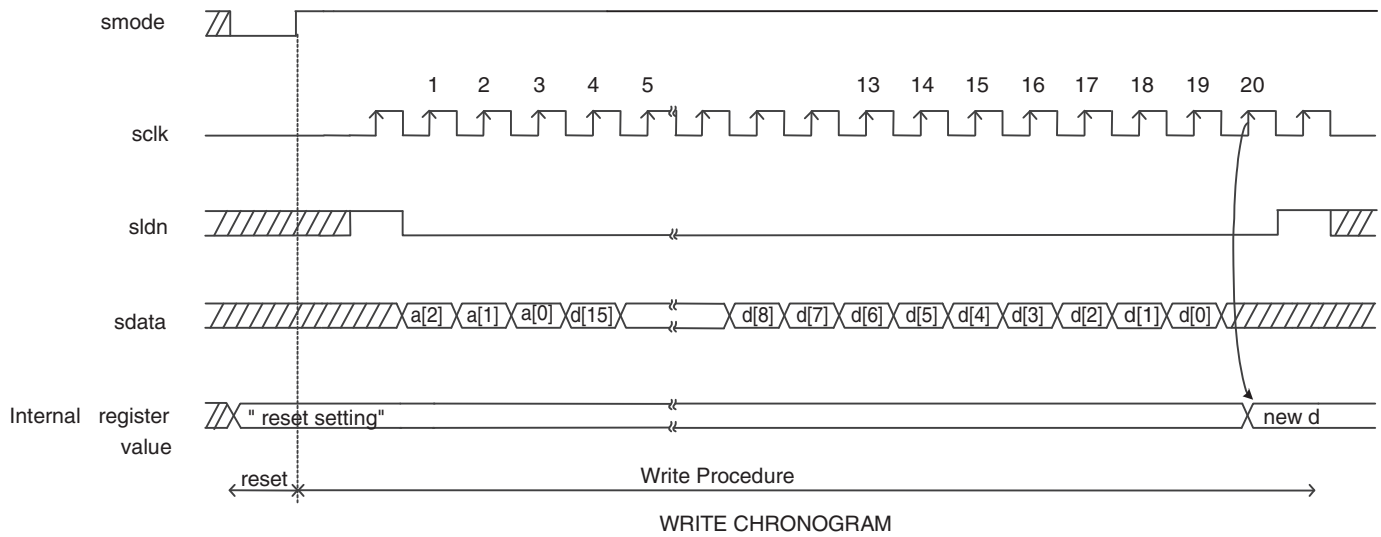 smode
1 2 3 4 5 13 14 15 16 17 18 19 20
sclk
sldn
sdata
a[2] a[1] a[0] d[15] d[8] d[7] d[6] d[5] d[4] d[3] d[2] d[1] d[0]
Internal register
value
" reset setting" new d
reset Write Procedure
WRITE CHRONOGRAM